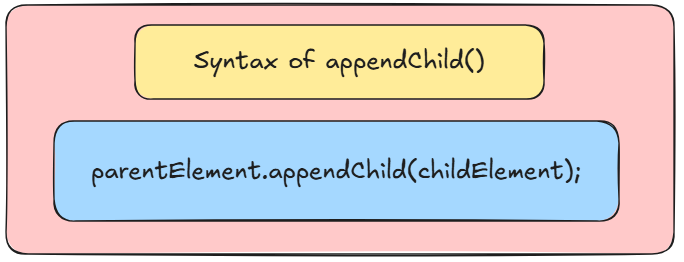 Syntax of appendChild()
parentElement.appendChild(childElement);